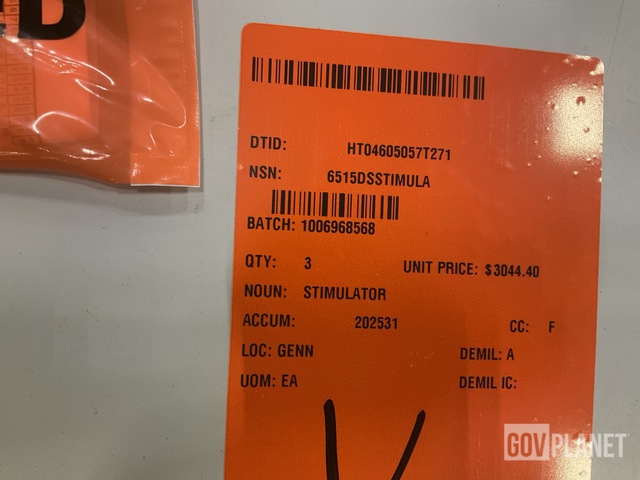 DTID: HT04605057T271
NSN: 6515DSSTIMULA
BATCH: 1006968568
QTY: 3 UNIT PRICE: $3044.40
NOUN: STIMULATOR
ACCUM: 202531 CC: F
LOC: GENN DEMIL: A
UOM: EA DEMIL IC:
GOVPLANET